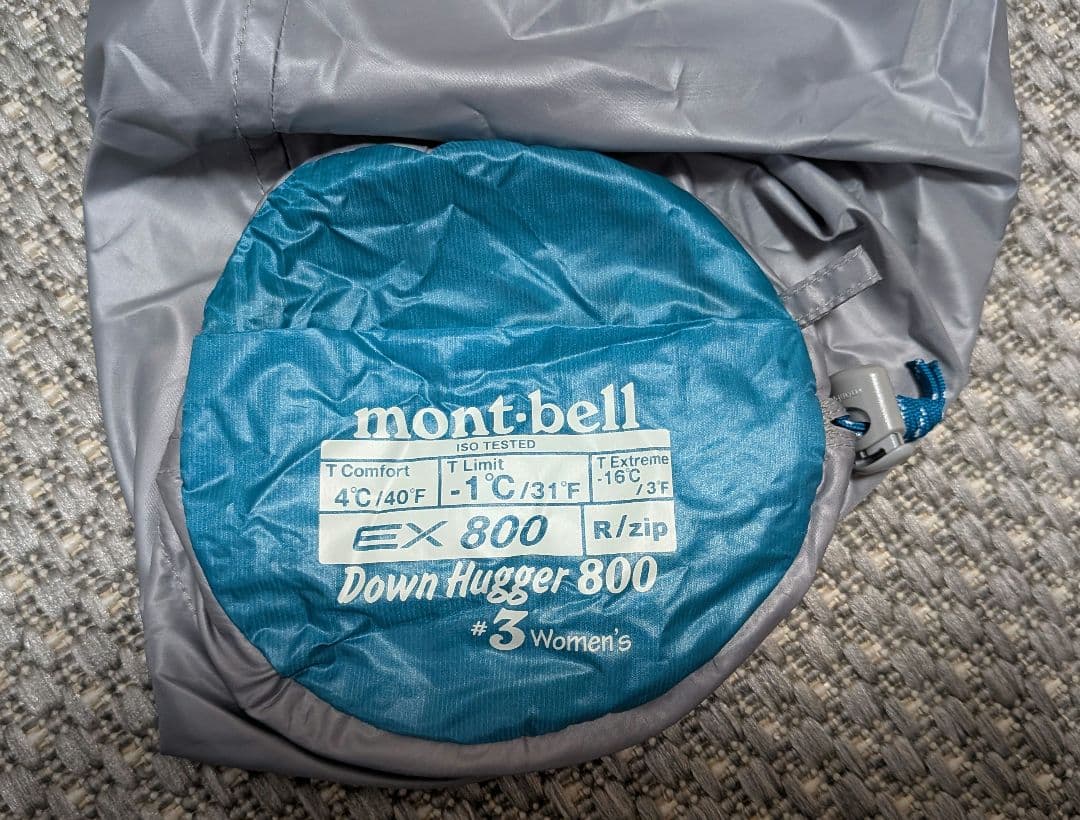 mont·bell
ISO TESTED
T Comfort
4℃/40°F
T Limit
-1℃/31°F
T Extreme
-16℃
/3°F
EX 800
R/zip
Down Hugger 800
#3 Women's